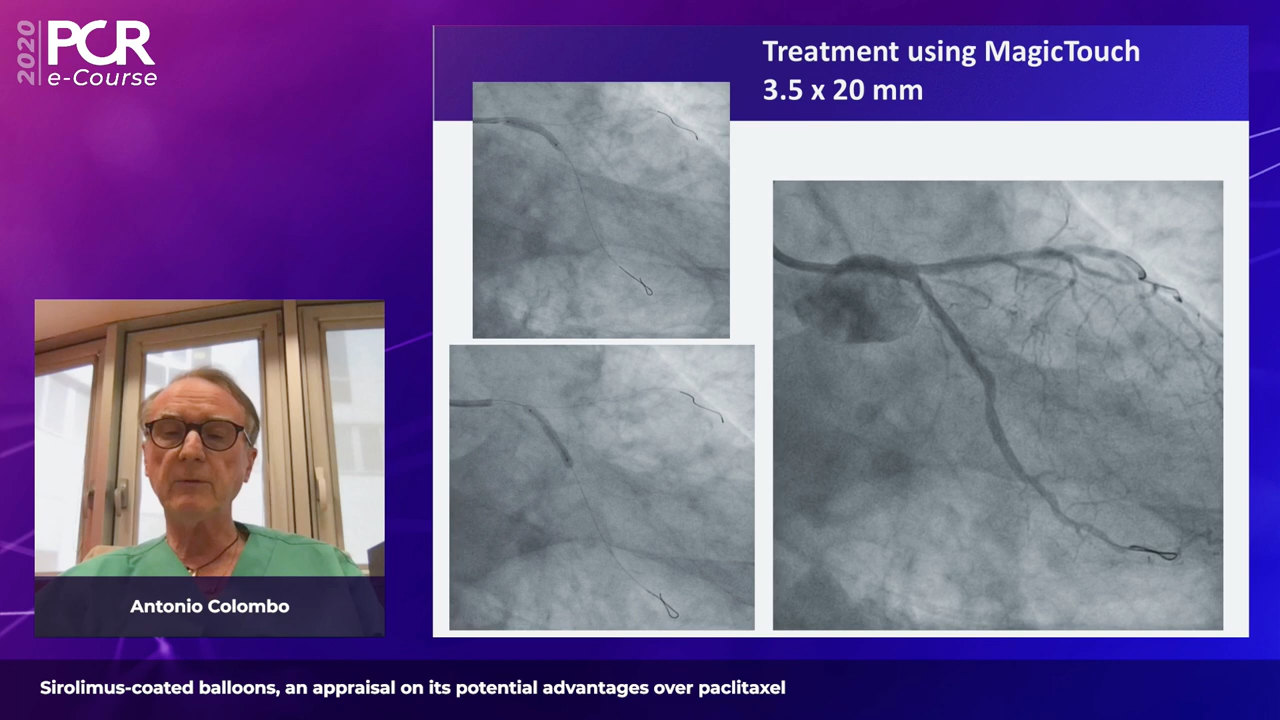 2020
PCR
e-Course
Treatment using MagicTouch
3.5 x 20 mm
Antonio Colombo
Sirolimus-coated balloons, an appraisal on its potential advantages over paclitaxel